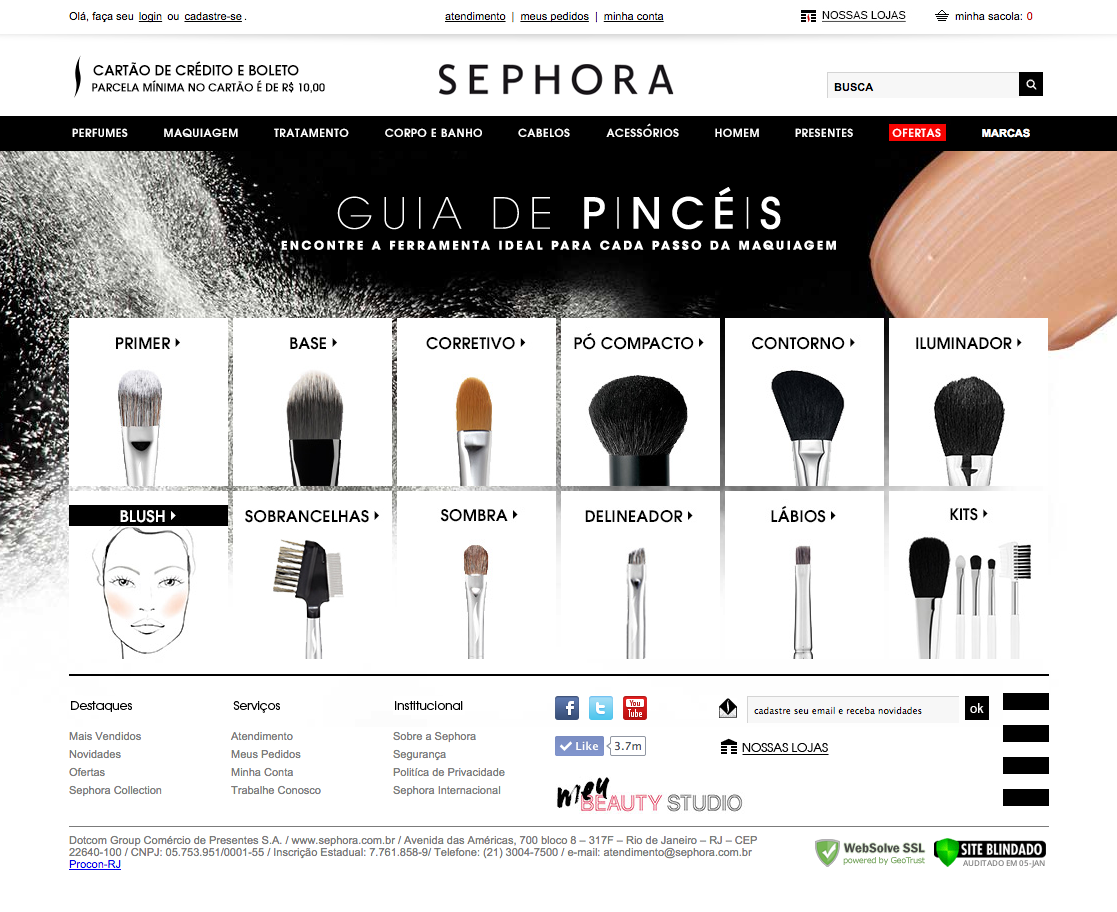 Olá, faça seu login ou cadastre-se.
atendimento | meus pedidos | minha conta
NOSSAS LOJAS
minha sacola: 0
CARTÃO DE CRÉDITO E BOLETO
PARCELA MÍNIMA NO CARTÃO É DE R$ 10,00
SEPHORA
BUSCA
PERFUMES MAQUIAGEM TRATAMENTO CORPO E BANHO CABELOS ACESSÓRIOS HOMEM PRESENTES OFERTAS MARCAS
GUIA DE PINCÉIS
ENCONTRE A FERRAMENTA IDEAL PARA CADA PASSO DA MAQUIAGEM
PRIMER BASE CORRETIVO PÓ COMPACTO CONTORNO ILUMINADOR
BLUSH SOBRANCELHAS SOMBRA DELINEADOR LÁBIOS KITS
Destaques
Mais Vendidos
Novidades
Ofertas
Sephora Collection
Serviços
Atendimento
Meus Pedidos
Minha Conta
Trabalhe Conosco
Institucional
Sobre a Sephora
Segurança
Politíca de Privacidade
Sephora Internacional
f t You Tube
Like 3.7m
meu BEAUTY STUDIO
cadastre seu email e receba novidades ok
NOSSAS LOJAS
Dotcom Group Comércio de Presentes S.A. / www.sephora.com.br / Avenida das Américas, 700 bloco 8 – 317F – Rio de Janeiro – RJ – CEP
22640-100 / CNPJ: 05.753.951/0001-55 / Inscrição Estadual: 7.761.858-9/ Telefone: (21) 3004-7500 / e-mail: atendimento@sephora.com.br
Procon-RJ
WebSolve SSL
powered by GeoTrust
SITE BLINDADO
AUDITADO EM 05-JAN